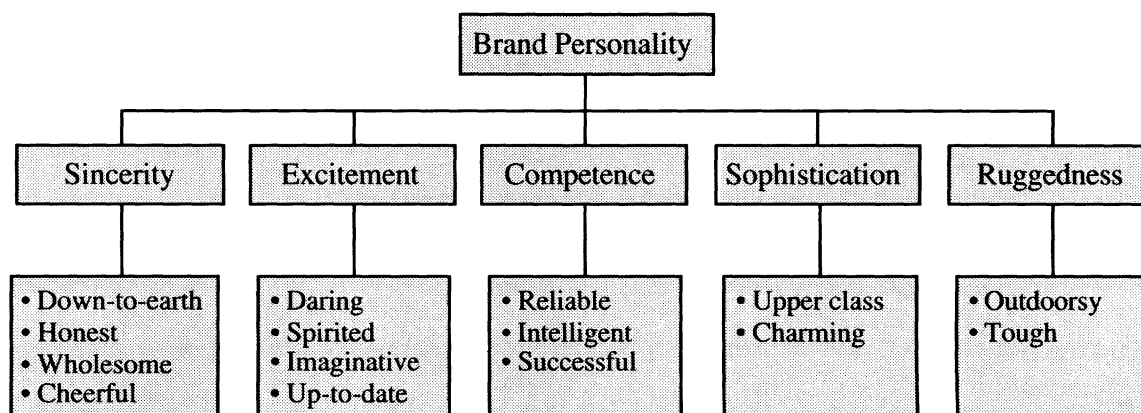 Brand Personality
Sincerity
Excitement
Competence
Sophistication
Ruggedness
• Down-to-earth
• Honest
• Wholesome
• Cheerful
• Daring
• Spirited
• Imaginative
• Up-to-date
• Reliable
• Intelligent
• Successful
• Upper class
• Charming
• Outdoorsy
• Tough